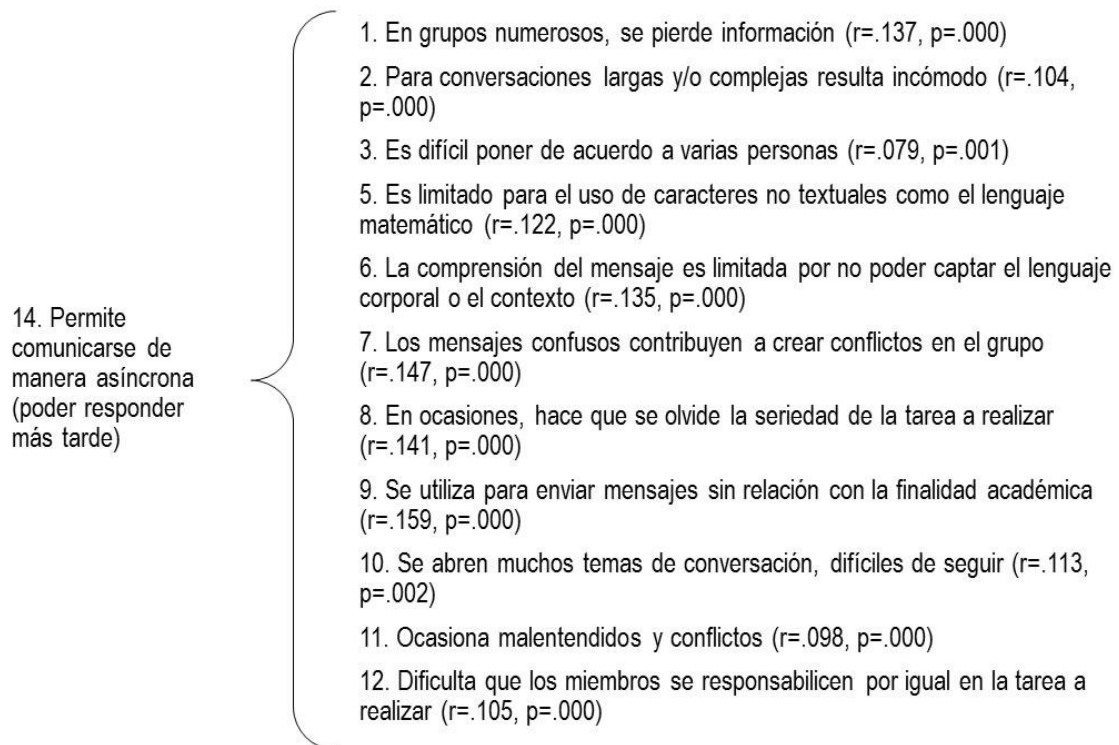 1. En grupos numerosos, se pierde información (r=.137, p=.000)
2. Para conversaciones largas y/o complejas resulta incómodo (r=.104,
p=.000)
3. Es difícil poner de acuerdo a varias personas (r=.079, p=.001)
5. Es limitado para el uso de caracteres no textuales como el lenguaje
matemático (r=.122, p=.000)
6. La comprensión del mensaje es limitada por no poder captar el lenguaje
corporal o el contexto (r=.135, p=.000)
7. Los mensajes confusos contribuyen a crear conflictos en el grupo
(r=.147, p=.000)
8. En ocasiones, hace que se olvide la seriedad de la tarea a realizar
(r=.141, p=.000)
9. Se utiliza para enviar mensajes sin relación con la finalidad académica
(r=.159, p=.000)
10. Se abren muchos temas de conversación, difíciles de seguir (r=.113,
p=.002)
11. Ocasiona malentendidos y conflictos (r=.098, p=.000)
12. Dificulta que los miembros se responsabilicen por igual en la tarea a
realizar (r=.105, p=.000)
14. Permite
comunicarse de
manera asíncrona
(poder responder
más tarde)